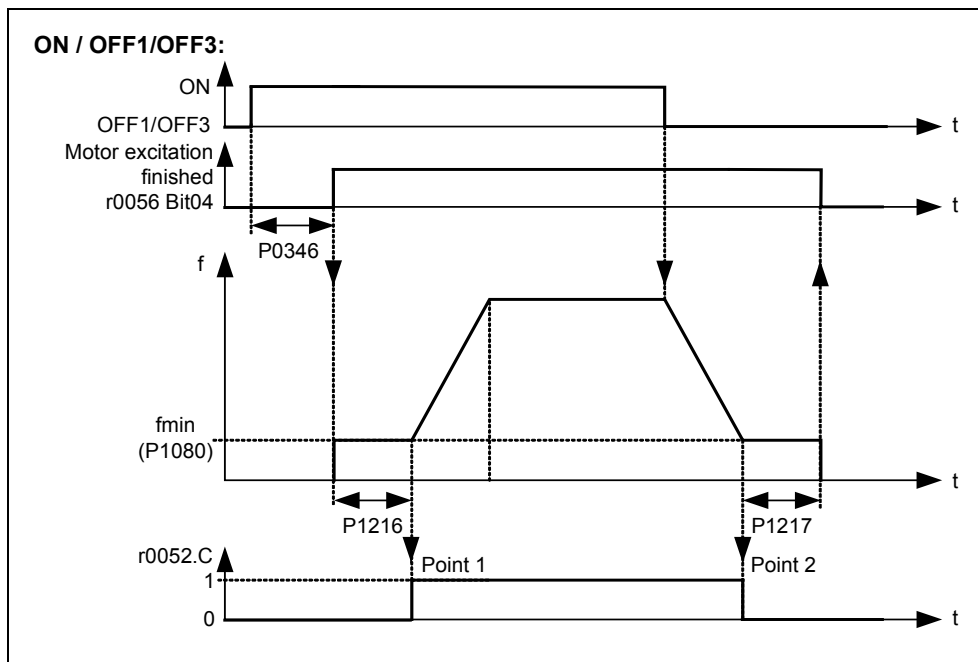 ON / OFF1/OFF3:
ON
OFF1/OFF3
t
Motor excitation
finished
r0056 Bit04
t
P0346
f
fmin
(P1080)
t
P1216
P1217
r0052.C
Point 1
Point 2
1
0
t